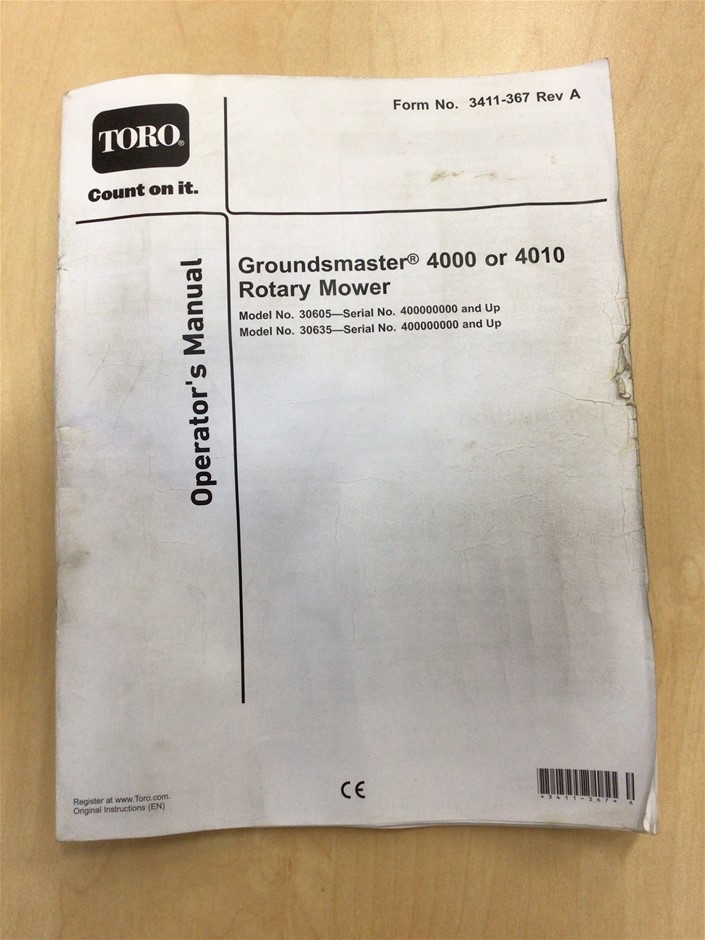 Form No. 3411-367 Rev A
TORO®
Count on it.
Operator's Manual
Groundsmaster® 4000 or 4010
Rotary Mower
Model No. 30605—Serial No. 400000000 and Up
Model No. 30635—Serial No. 400000000 and Up
Register at www.Toro.com.
Original Instructions (EN)
CE
*3411-367* A